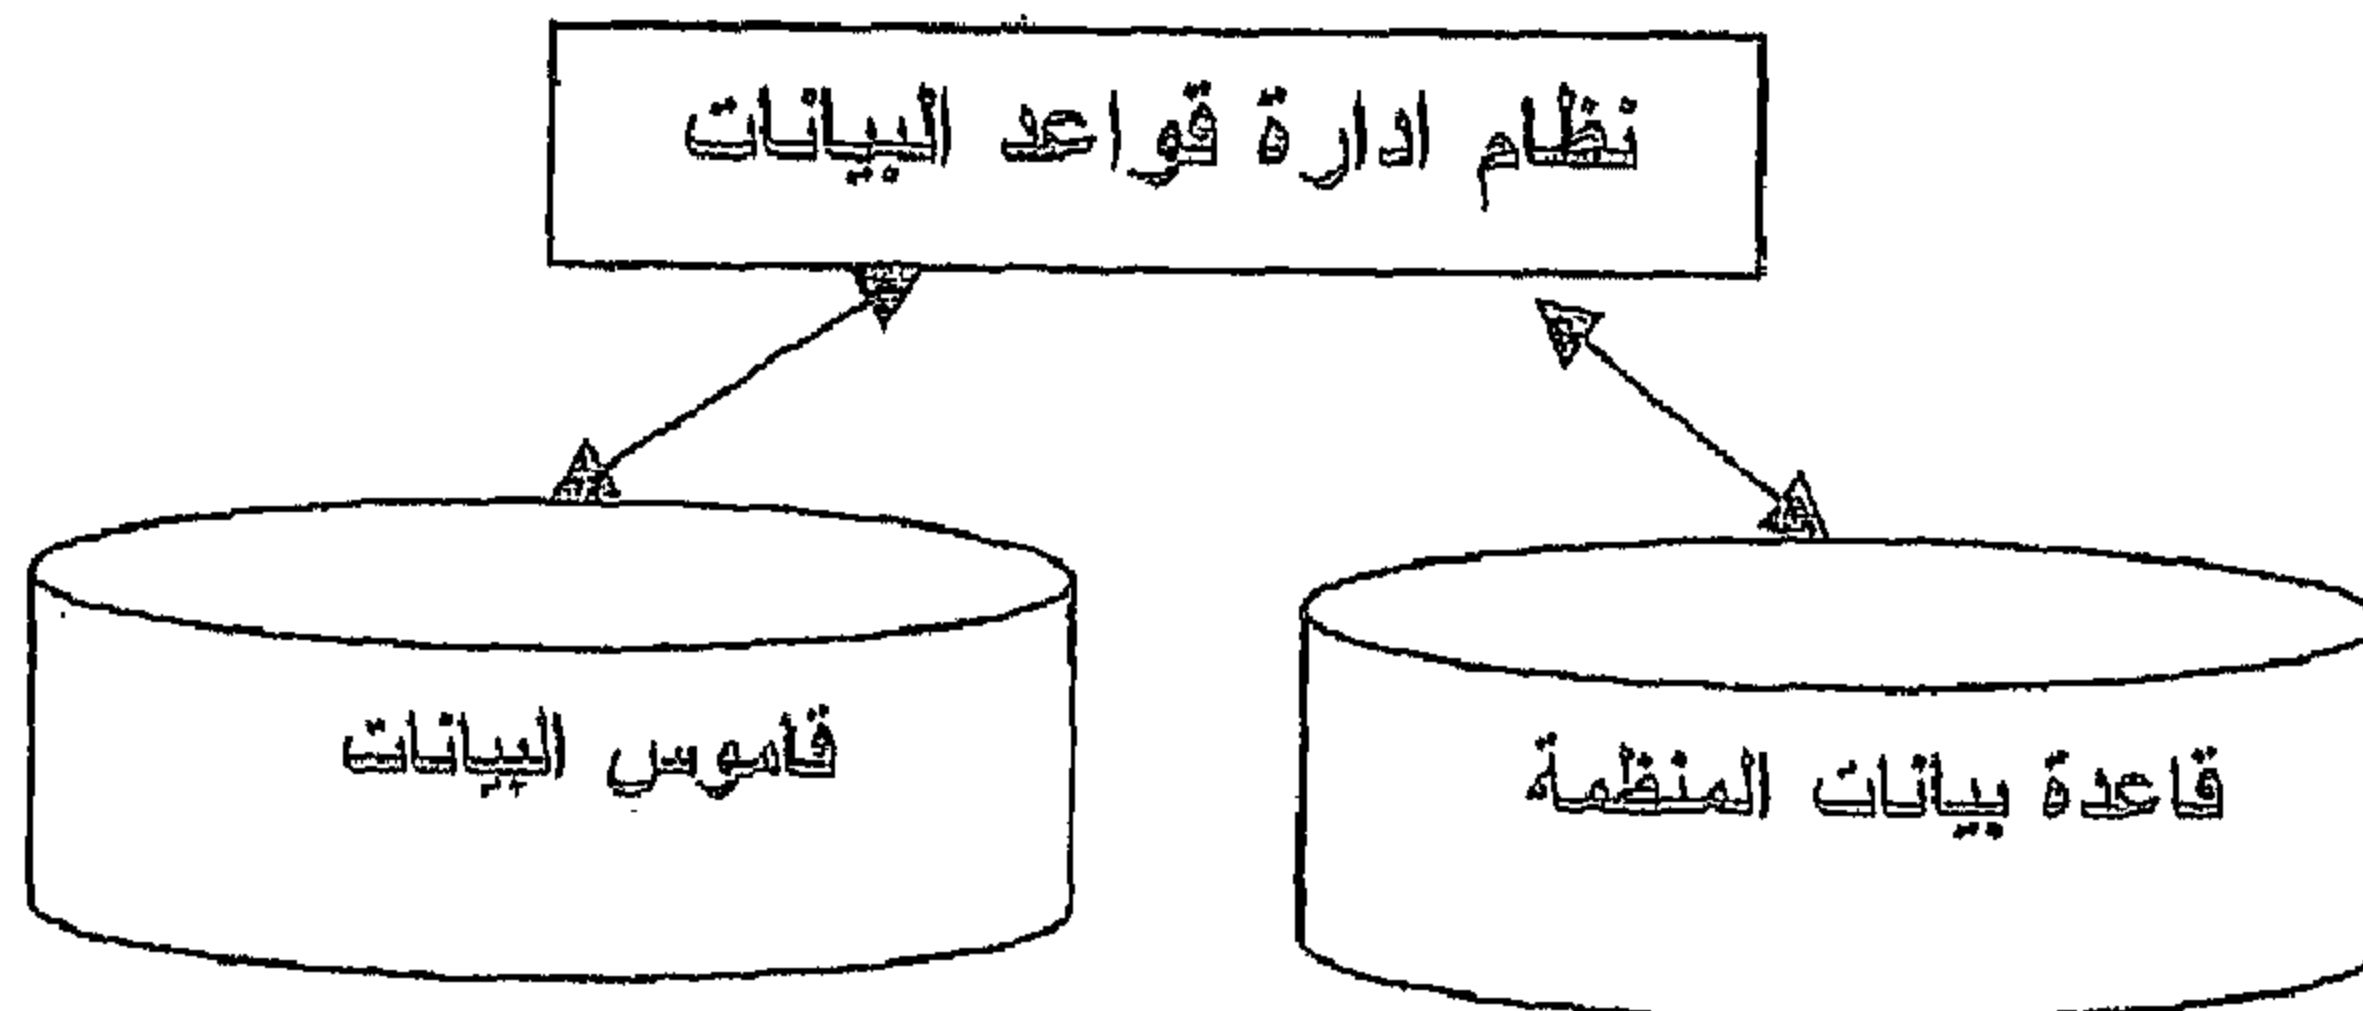 نظام ادارة قواعد البيانات
قاعدة بيانات المنظمة
قاموس البيانات